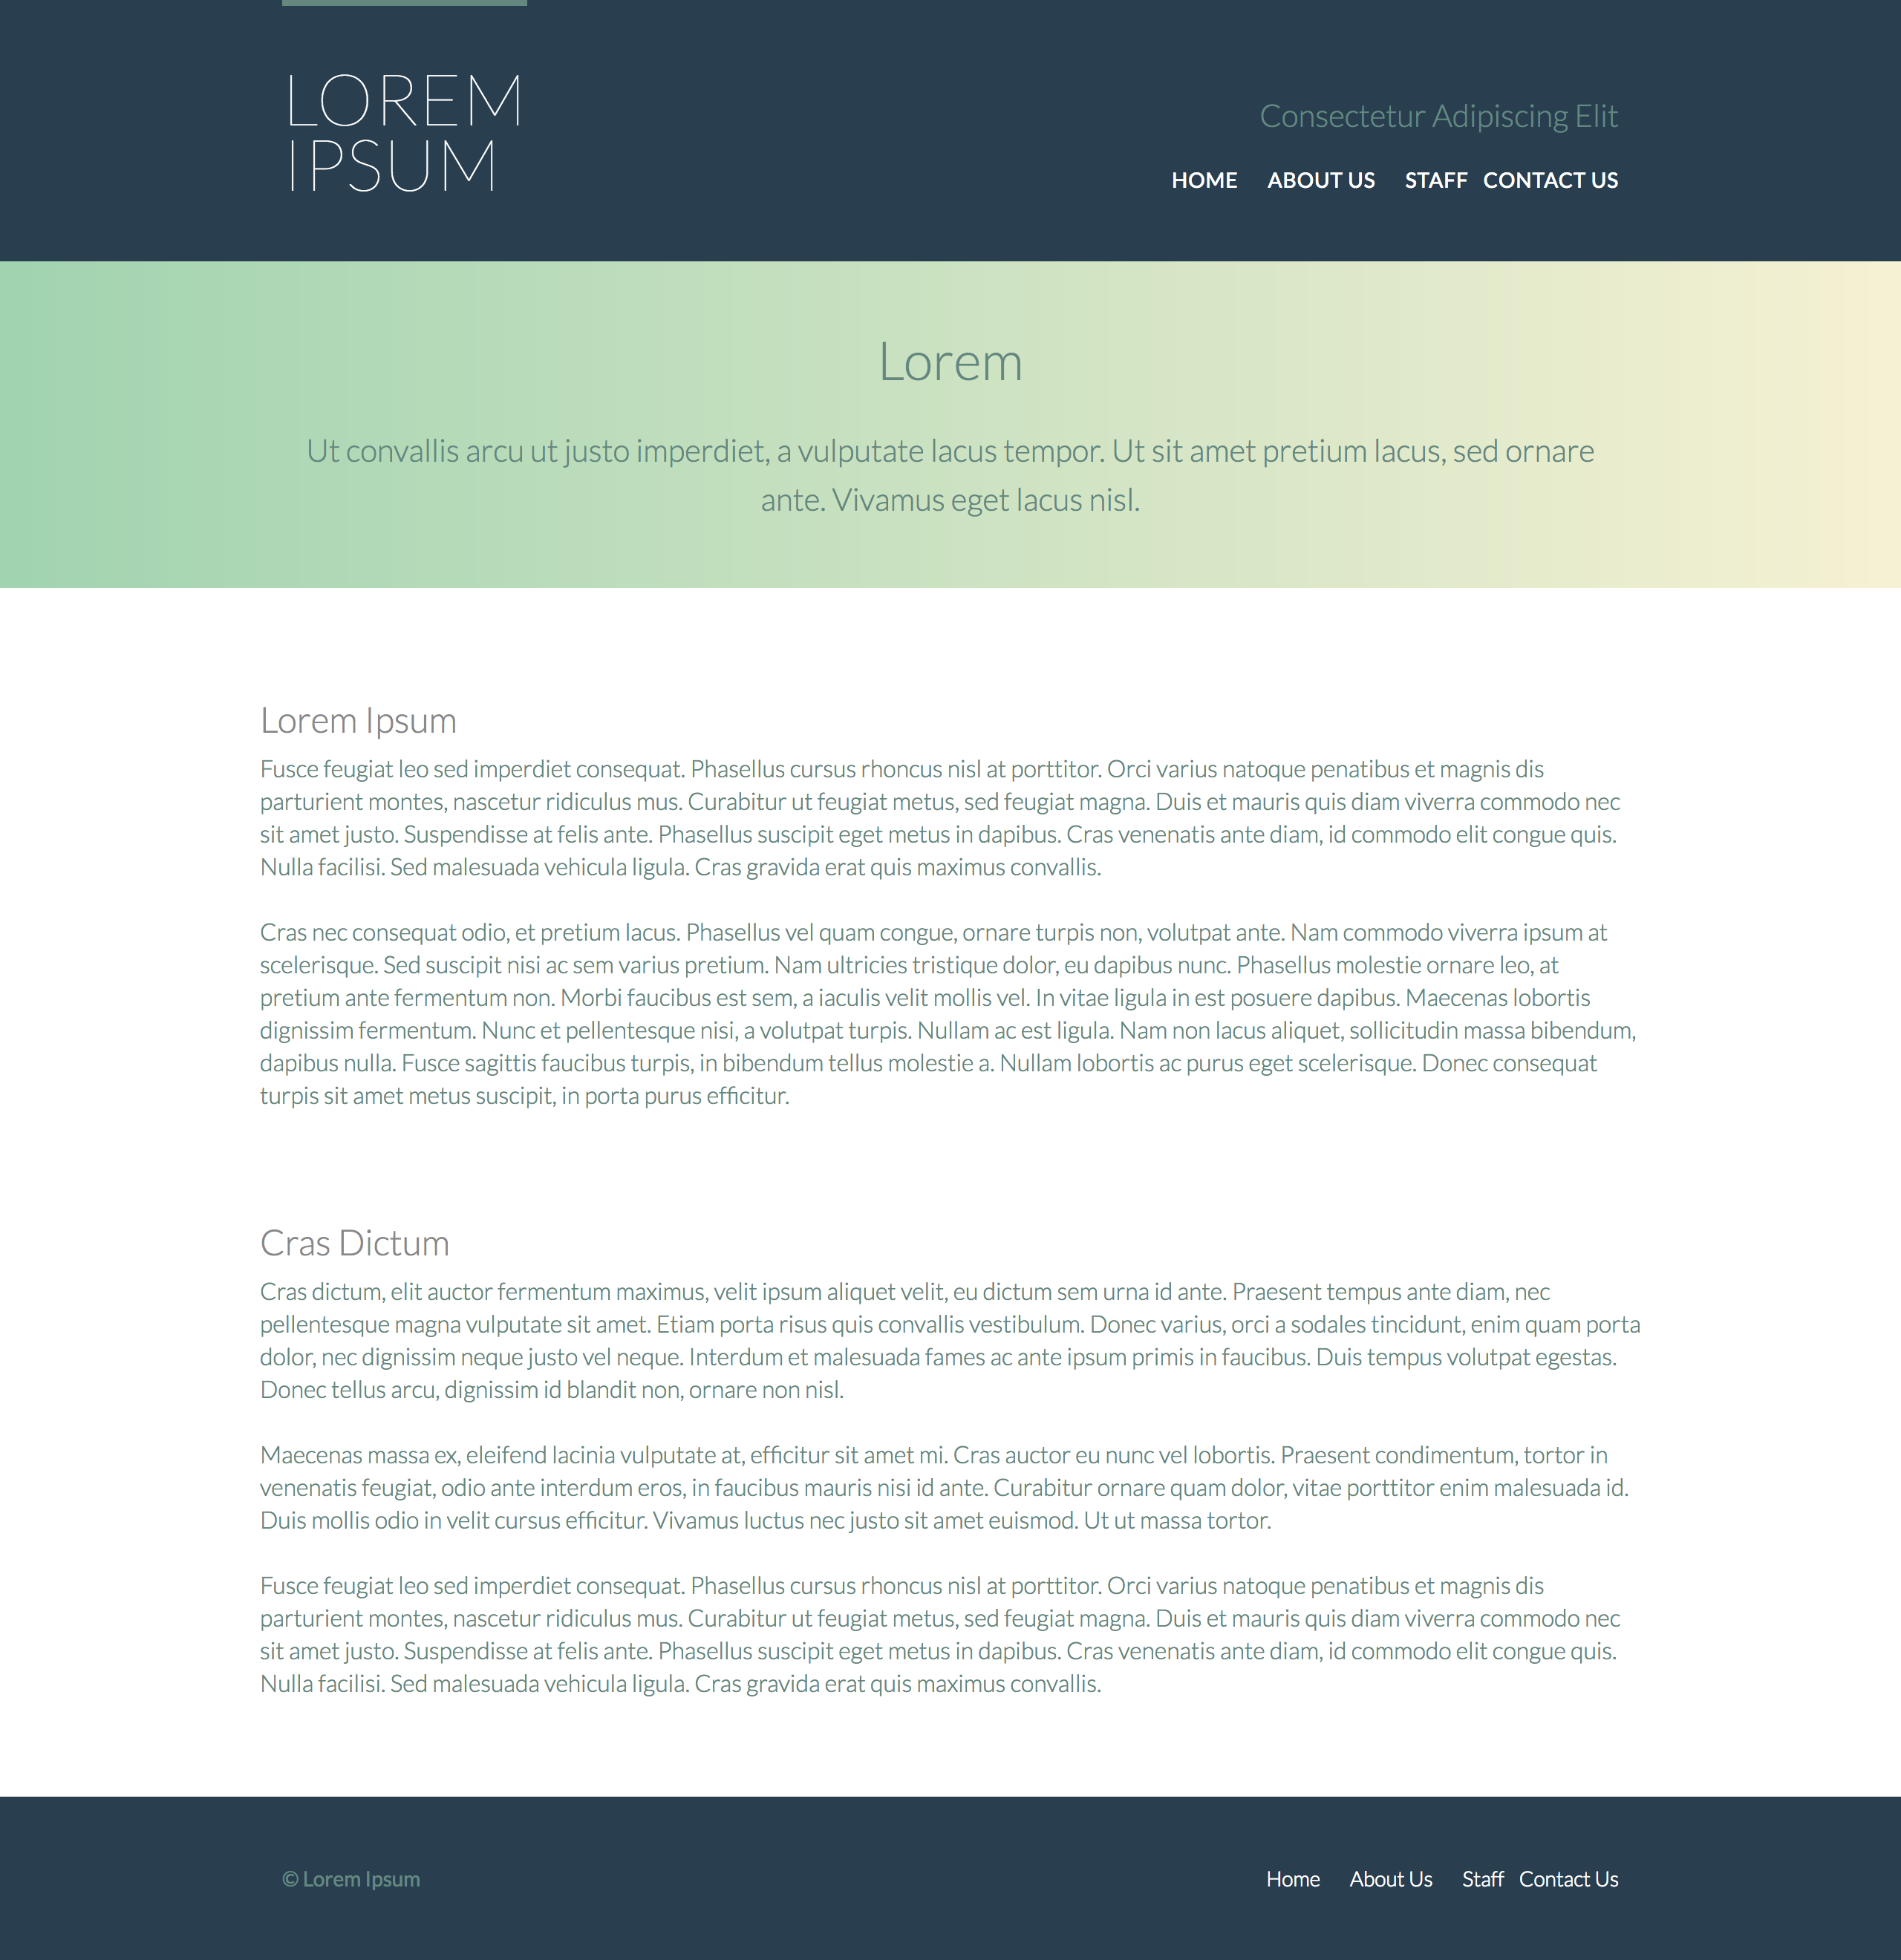 LOREM
IPSUM
Consectetur Adipiscing Elit
HOME ABOUT US STAFF CONTACT US
Lorem
Ut convallis arcu ut justo imperdiet, a vulputate lacus tempor. Ut sit amet pretium lacus, sed ornare
ante. Vivamus eget lacus nisl.
Lorem Ipsum
Fusce feugiat leo sed imperdiet consequat. Phasellus cursus rhoncus nisl at porttitor. Orci varius natoque penatibus et magnis dis
parturient montes, nascetur ridiculus mus. Curabitur ut feugiat metus, sed feugiat magna. Duis et mauris quis diam viverra commodo nec
sit amet justo. Suspendisse at felis ante. Phasellus suscipit eget metus in dapibus. Cras venenatis ante diam, id commodo elit congue quis.
Nulla facilisi. Sed malesuada vehicula ligula. Cras gravida erat quis maximus convallis.
Cras nec consequat odio, et pretium lacus. Phasellus vel quam congue, ornare turpis non, volutpat ante. Nam commodo viverra ipsum at
scelerisque. Sed suscipit nisi ac sem varius pretium. Nam ultricies tristique dolor, eu dapibus nunc. Phasellus molestie ornare leo, at
pretium ante fermentum non. Morbi faucibus est sem, a iaculis velit mollis vel. In vitae ligula in est posuere dapibus. Maecenas lobortis
dignissim fermentum. Nunc et pellentesque nisi, a volutpat turpis. Nullam ac est ligula. Nam non lacus aliquet, sollicitudin massa bibendum,
dapibus nulla. Fusce sagittis faucibus turpis, in bibendum tellus molestie a. Nullam lobortis ac purus eget scelerisque. Donec consequat
turpis sit amet metus suscipit, in porta purus efficitur.
Cras Dictum
Cras dictum, elit auctor fermentum maximus, velit ipsum aliquet velit, eu dictum sem urna id ante. Praesent tempus ante diam, nec
pellentesque magna vulputate sit amet. Etiam porta risus quis convallis vestibulum. Donec varius, orci a sodales tincidunt, enim quam porta
dolor, nec dignissim neque justo vel neque. Interdum et malesuada fames ac ante ipsum primis in faucibus. Duis tempus volutpat egestas.
Donec tellus arcu, dignissim id blandit non, ornare non nisl.
Maecenas massa ex, eleifend lacinia vulputate at, efficitur sit amet mi. Cras auctor eu nunc vel lobortis. Praesent condimentum, tortor in
venenatis feugiat, odio ante interdum eros, in faucibus mauris nisi id ante. Curabitur ornare quam dolor, vitae porttitor enim malesuada id.
Duis mollis odio in velit cursus efficitur. Vivamus luctus nec justo sit amet euismod. Ut ut massa tortor.
Fusce feugiat leo sed imperdiet consequat. Phasellus cursus rhoncus nisl at porttitor. Orci varius natoque penatibus et magnis dis
parturient montes, nascetur ridiculus mus. Curabitur ut feugiat metus, sed feugiat magna. Duis et mauris quis diam viverra commodo nec
sit amet justo. Suspendisse at felis ante. Phasellus suscipit eget metus in dapibus. Cras venenatis ante diam, id commodo elit congue quis.
Nulla facilisi. Sed malesuada vehicula ligula. Cras gravida erat quis maximus convallis.
© Lorem Ipsum
Home About Us Staff Contact Us